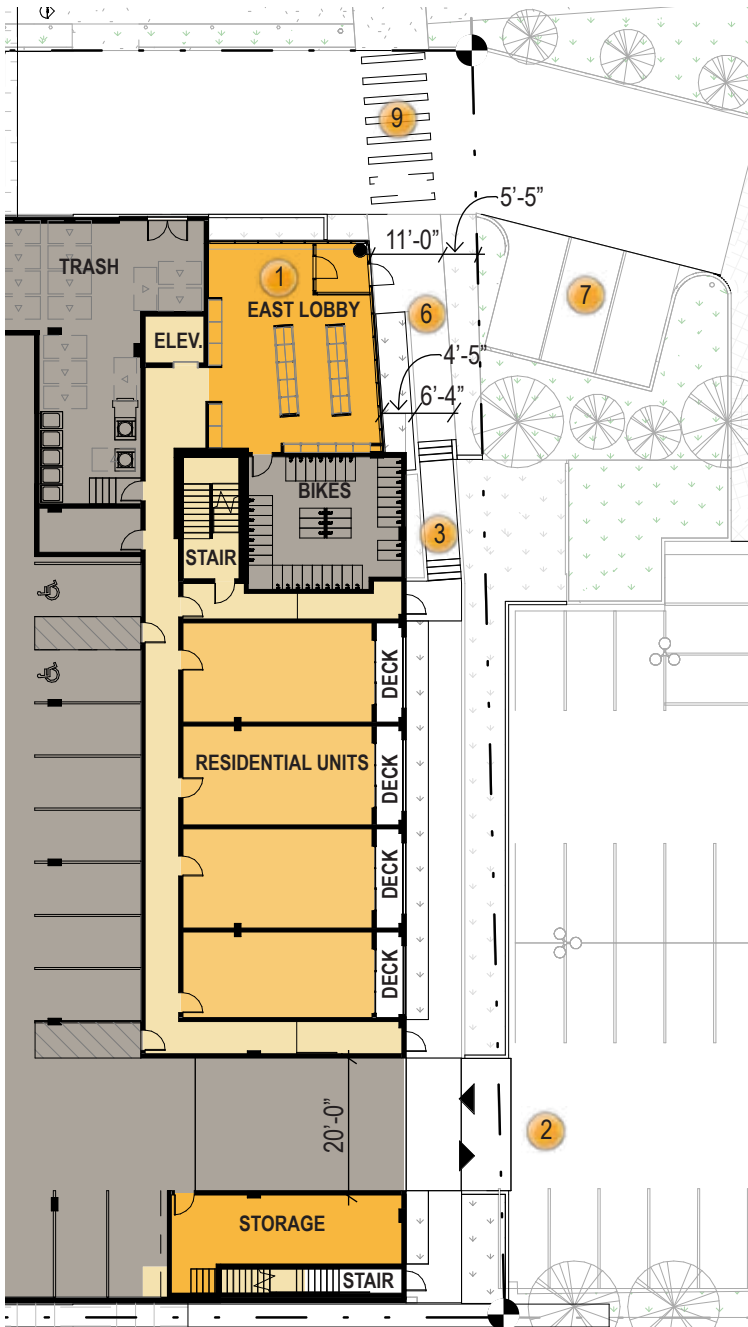 9
5'-5”
11'-0”
TRASH
1
EAST LOBBY
6
7
ELEV.
4'-5”
6'-4”
BIKES
3
STAIR
DECK
RESIDENTIAL UNITS
DECK
DECK
DECK
20'-0”
2
STORAGE
STAIR